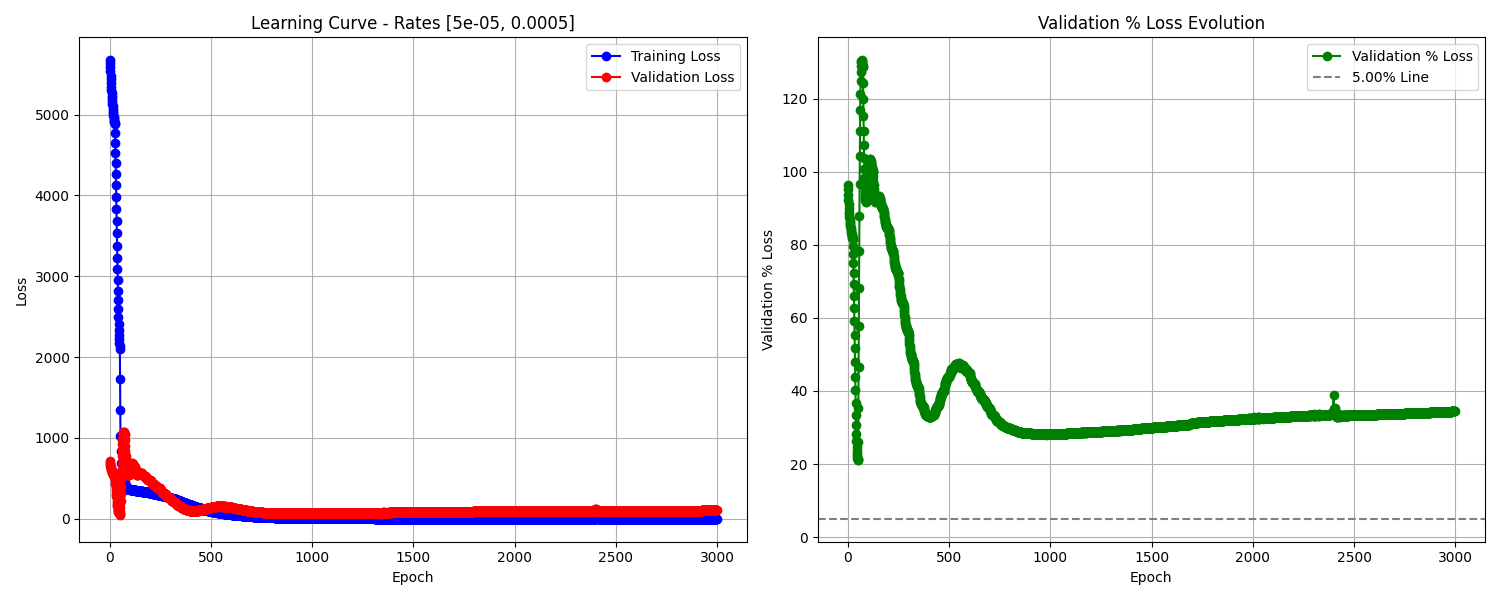 Learning Curve - Rates [5e-05, 0.0005]
Training Loss
Validation Loss
Loss
5000
4000
3000
2000
1000
0
0 500 1000 1500 2000 2500 3000
Epoch
Validation % Loss Evolution
Validation % Loss
5.00% Line
Validation % Loss
120
100
80
60
40
20
0
0 500 1000 1500 2000 2500 3000
Epoch